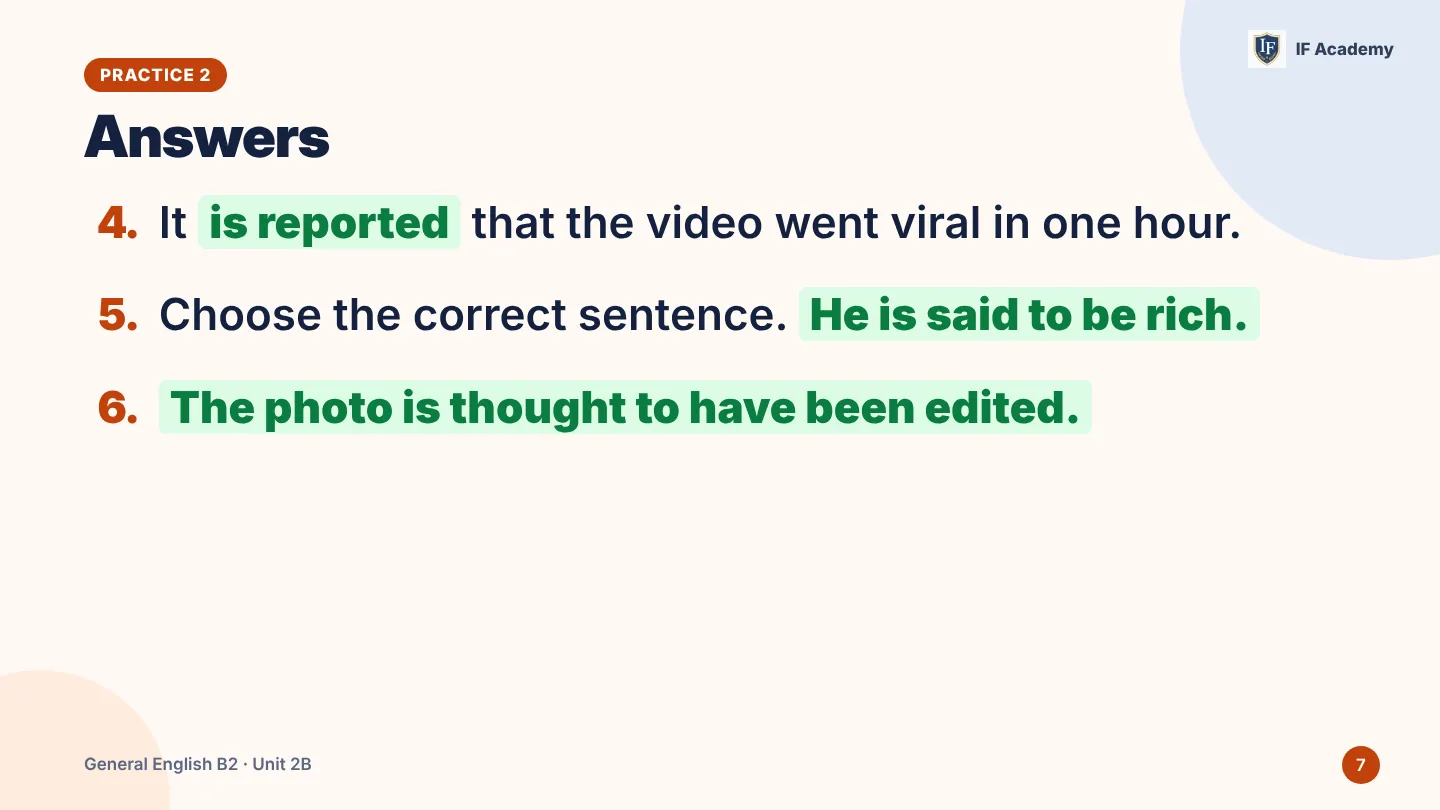 IF IF Academy
PRACTICE 2
Answers
4. It is reported that the video went viral in one hour.
5. Choose the correct sentence. He is said to be rich.
6. The photo is thought to have been edited.
General English B2 · Unit 2B
7